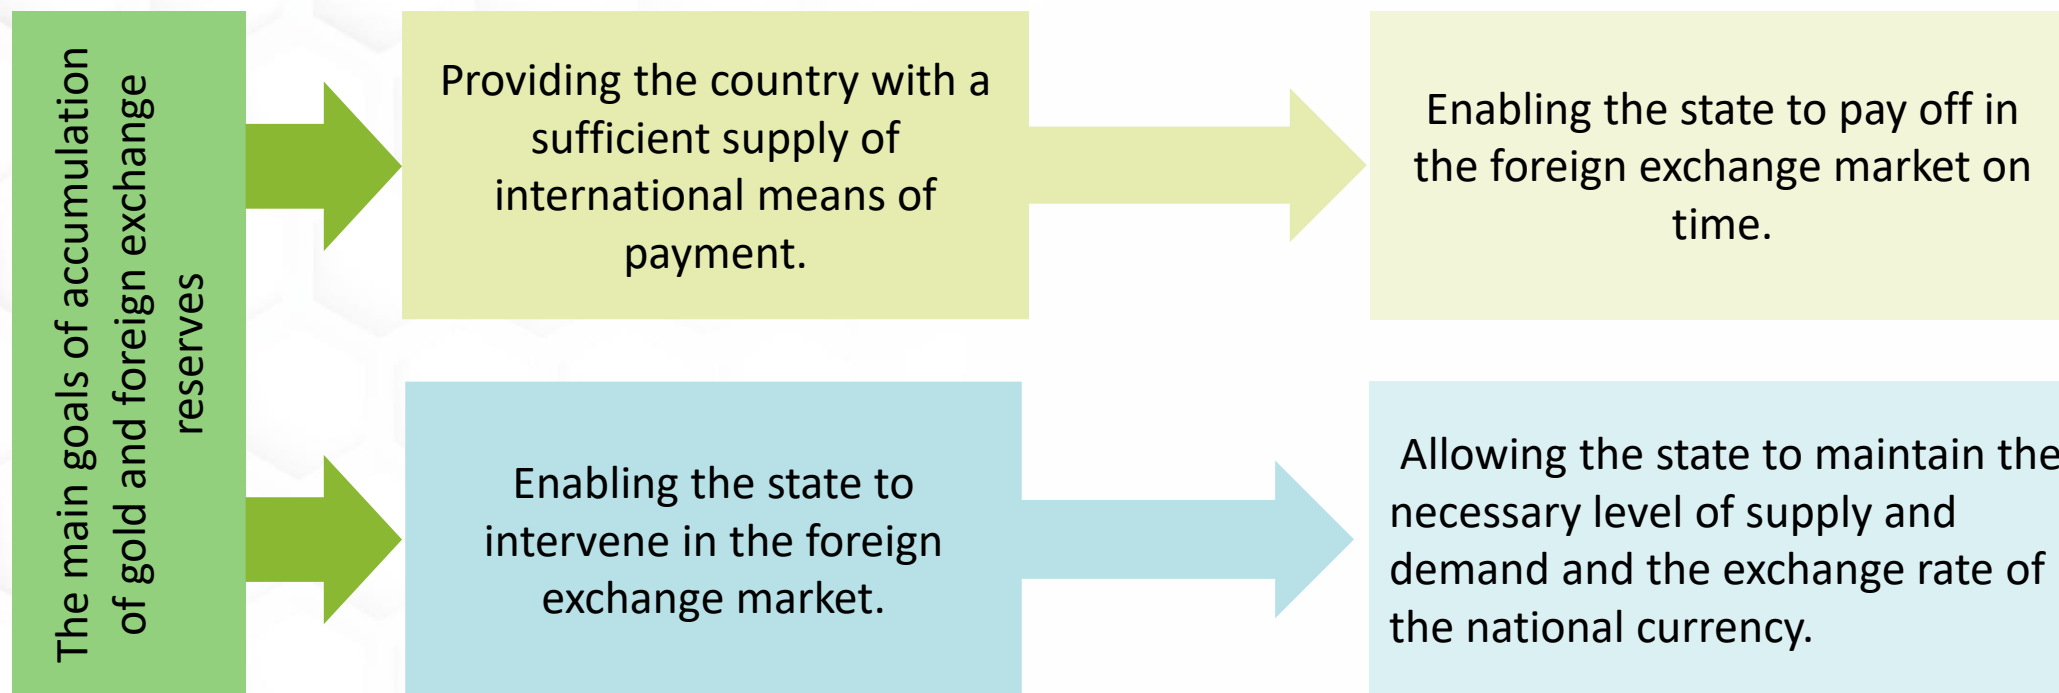 The main goals of accumulation
of gold and foreign exchange
reserves
Providing the country with a
sufficient supply of
international means of
payment.
Enabling the state to pay off in
the foreign exchange market on
time.
Enabling the state to
intervene in the foreign
exchange market.
Allowing the state to maintain the
necessary level of supply and
demand and the exchange rate of
the national currency.